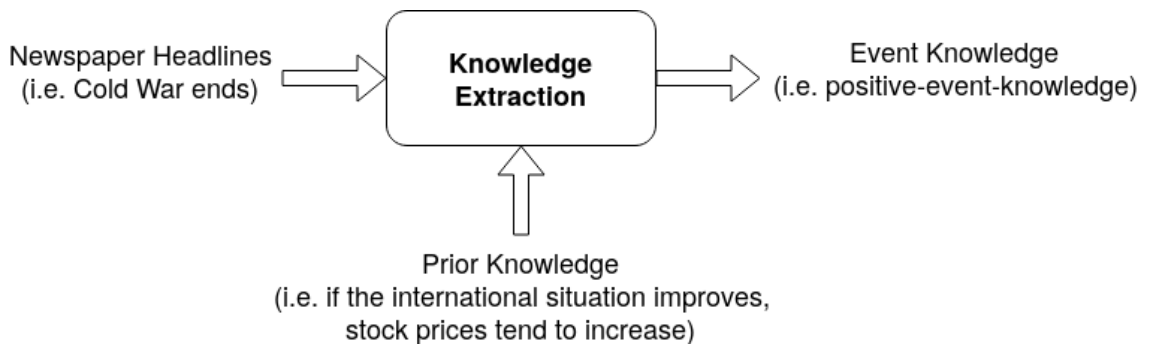 Newspaper Headlines
(i.e. Cold War ends)
Knowledge
Extraction
Event Knowledge
(i.e. positive-event-knowledge)
Prior Knowledge
(i.e. if the international situation improves,
stock prices tend to increase)